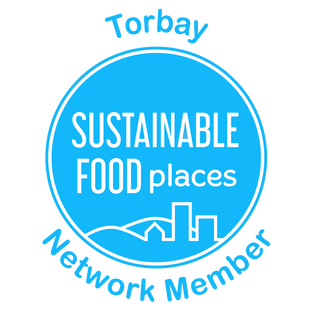 Torbay
SUSTAINABLE
FOOD places
Network Member